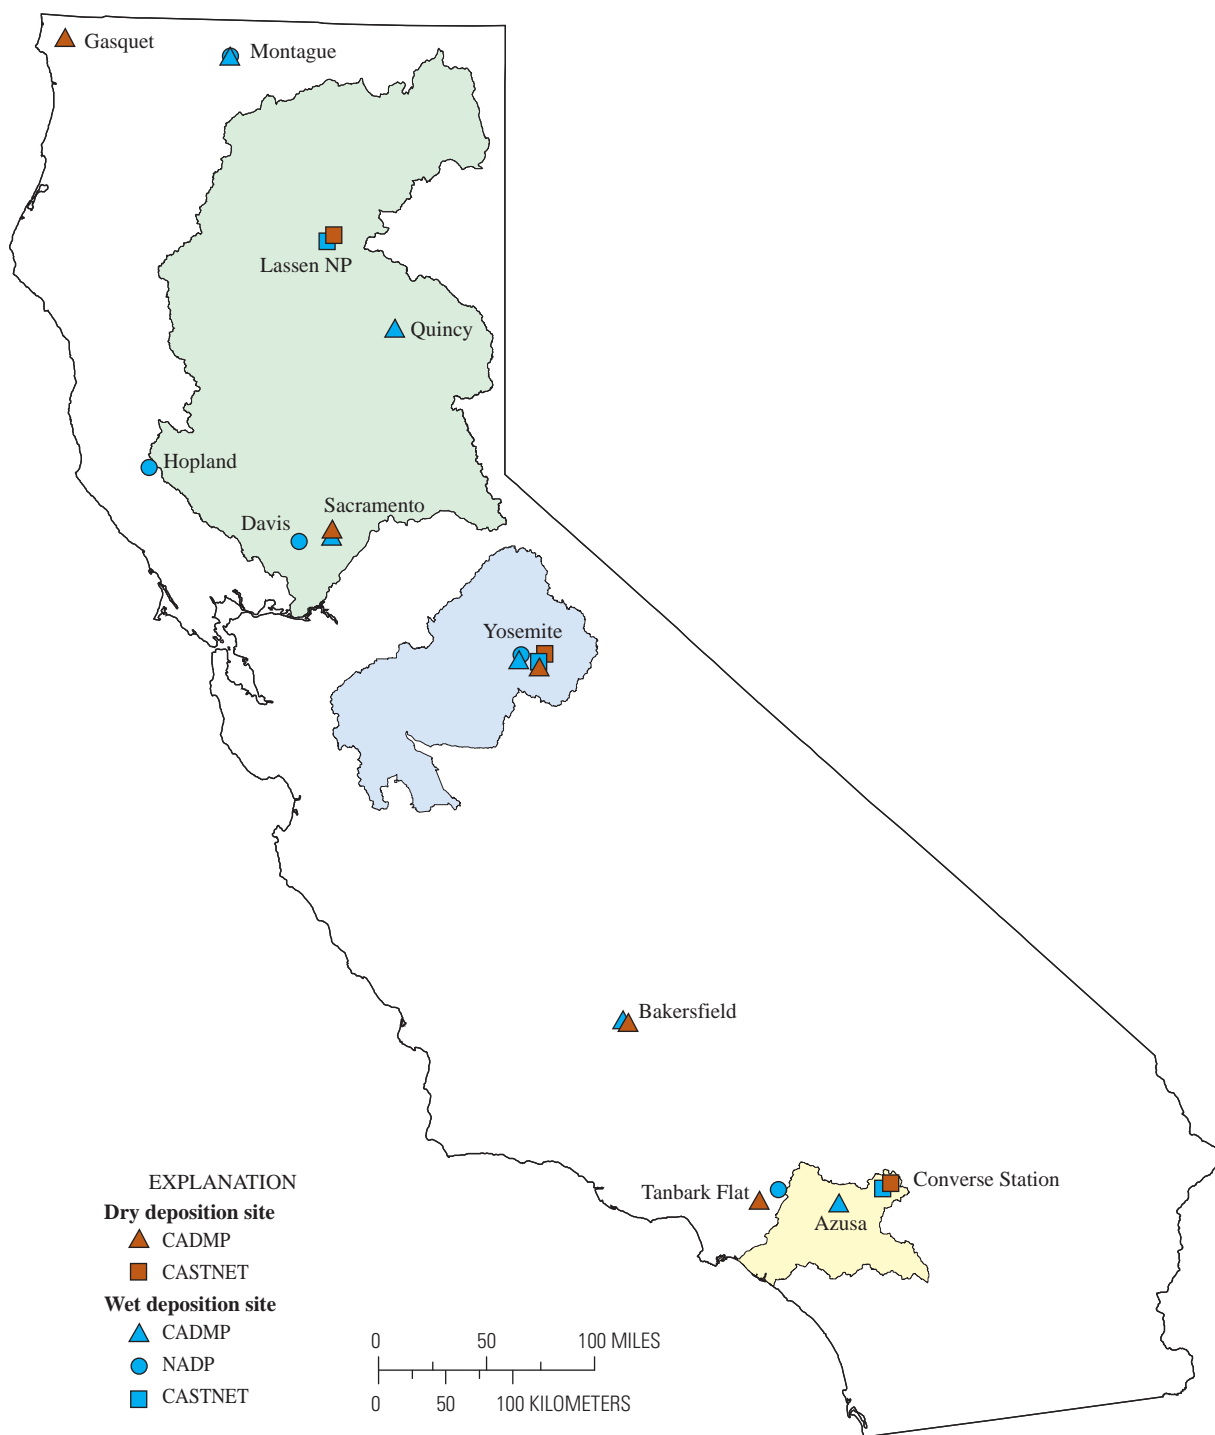 Gasquet
Montague
Lassen NP
Quincy
Hopland
Sacramento
Davis
Yosemite
Bakersfield
Converse Station
Tanbark Flat
Azusa
EXPLANATION
Dry deposition site
CADMP
CASTNET
Wet deposition site
CADMP
NADP
CASTNET
0 50 100 MILES
0 50 100 KILOMETERS